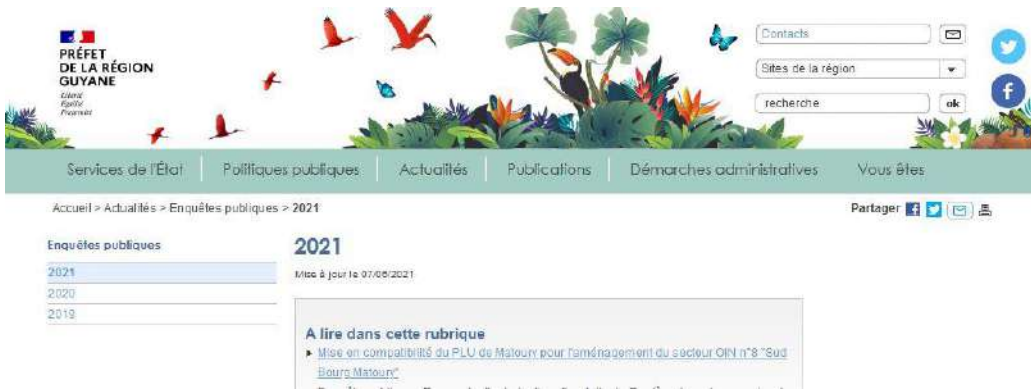 PRÉFET
DE LA RÉGION
GUYANE
Liberté
Égalité
Fraternité
Contacts
Sites de la région
recherche
ok
Services de l'État
Politiques publiques
Actualités
Publications
Démarches administratives
Vous êtes
Accueil > Actualités > Enquêtes publiques > 2021
Partager
Enquêtes publiques
2021
2020
2019
2021
Mise à jour le 07/06/2021
A lire dans cette rubrique
Mise en compatibilité du PLU de Matoury pour l'aménagement du secteur OIN n°8 "Sud
Bourg Matoury"